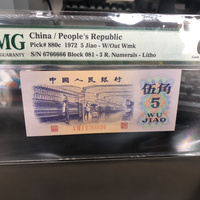 MG
China / People's Republic
Pick# 880c 1972 5 Jiao - W/Out Wmk
S/N 6766666 Block 081 - 3 R. Numerals - Litho
中国人民银行
伍角
5
WU
JIAO